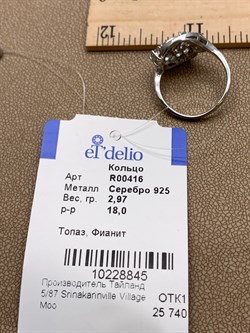 el'delio
Кольцо
Арт R00416
Металл Серебро 925
Вес, гр. 2,97
р-р 18,0
Топаз, Фианит
10228845
Производитель Тайланд
5/87 Srinakarinville Village
Moo
ОТК1
25 740